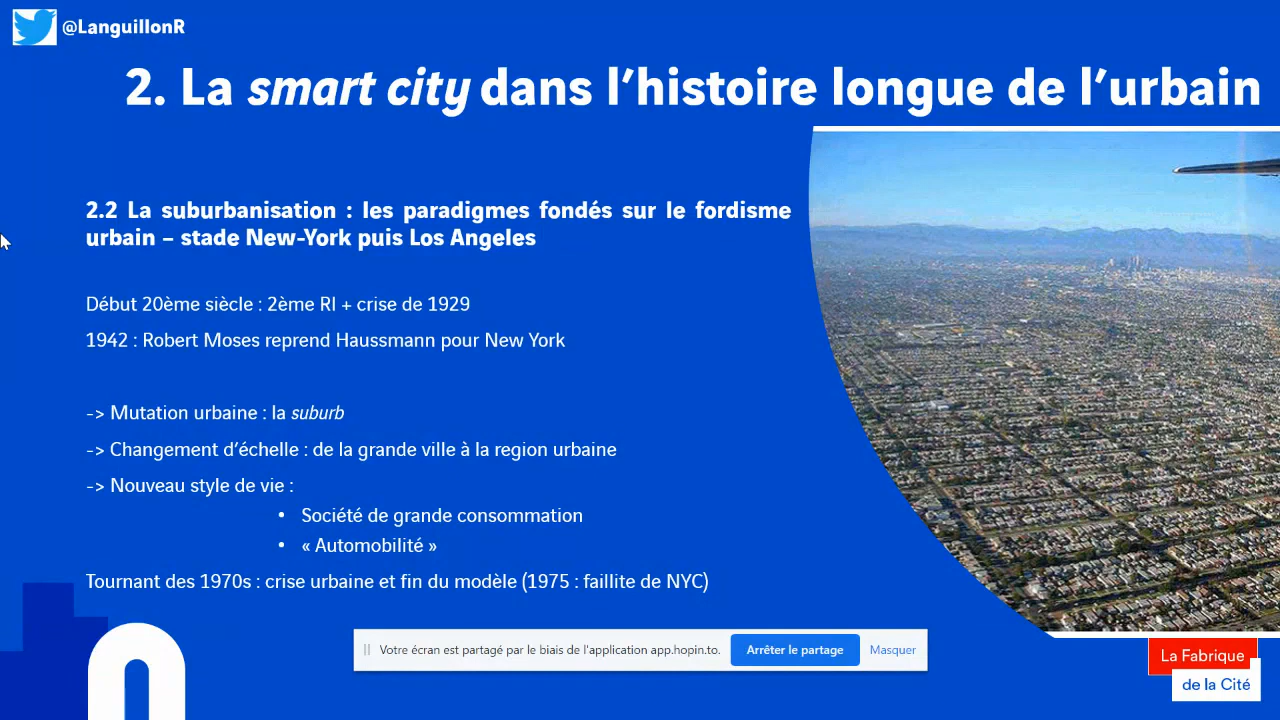 @LanguillonR
2. La smart city dans l’histoire longue de l’urbain
2.2 La suburbanisation : les paradigmes fondés sur le fordisme
urbain – stade New-York puis Los Angeles
Début 20ème siècle : 2ème RI + crise de 1929
1942 : Robert Moses reprend Haussmann pour New York
-> Mutation urbaine : la suburb
-> Changement d’échelle : de la grande ville à la region urbaine
-> Nouveau style de vie :
• Société de grande consommation
• « Automobilité »
Tournant des 1970s : crise urbaine et fin du modèle (1975 : faillite de NYC)
Votre écran est partagé par le biais de l'application app.hopin.to.
Arrêter le partage
Masquer
La Fabrique
de la Cité